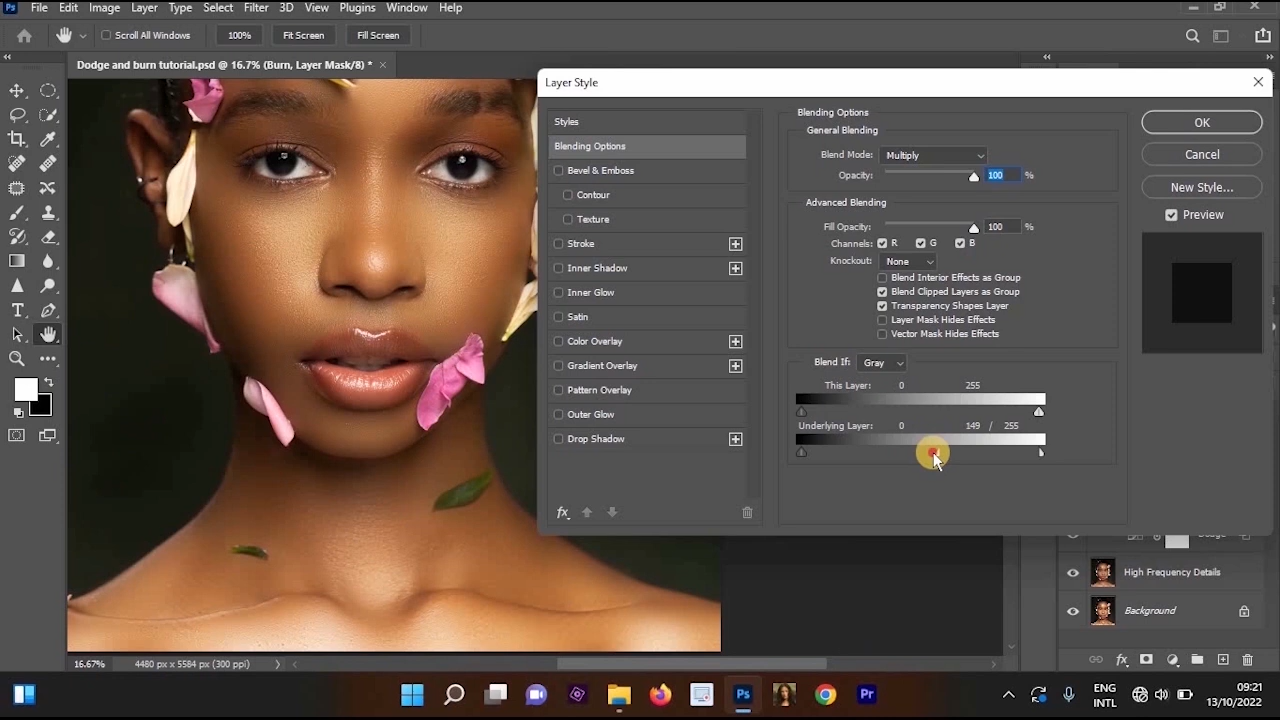 Ps File Edit Image Layer Type Select Filter 3D View Plugins Window Help
Scroll All Windows 100% Fit Screen Fill Screen
Dodge and burn tutorial.psd @ 16.7% (Burn, Layer Mask/8) *
Layer Style
Styles
Blending Options
Bevel & Emboss
Contour
Texture
Stroke
Inner Shadow
Inner Glow
Satin
Color Overlay
Gradient Overlay
Pattern Overlay
Outer Glow
Drop Shadow
fx
Blending Options
General Blending
Blend Mode: Multiply
Opacity: 100 %
Advanced Blending
Fill Opacity: 100 %
Channels: R G B
Knockout: None
Blend Interior Effects as Group
Blend Clipped Layers as Group
Transparency Shapes Layer
Layer Mask Hides Effects
Vector Mask Hides Effects
Blend If: Gray
This Layer: 0 255
Underlying Layer: 0 149 / 255
OK
Cancel
New Style...
Preview
Dodge
High Frequency Details
Background
fx
16.67% 4480 px x 5584 px (300 ppi)
Ps Pr
ENG
INTL
09:21
13/10/2022